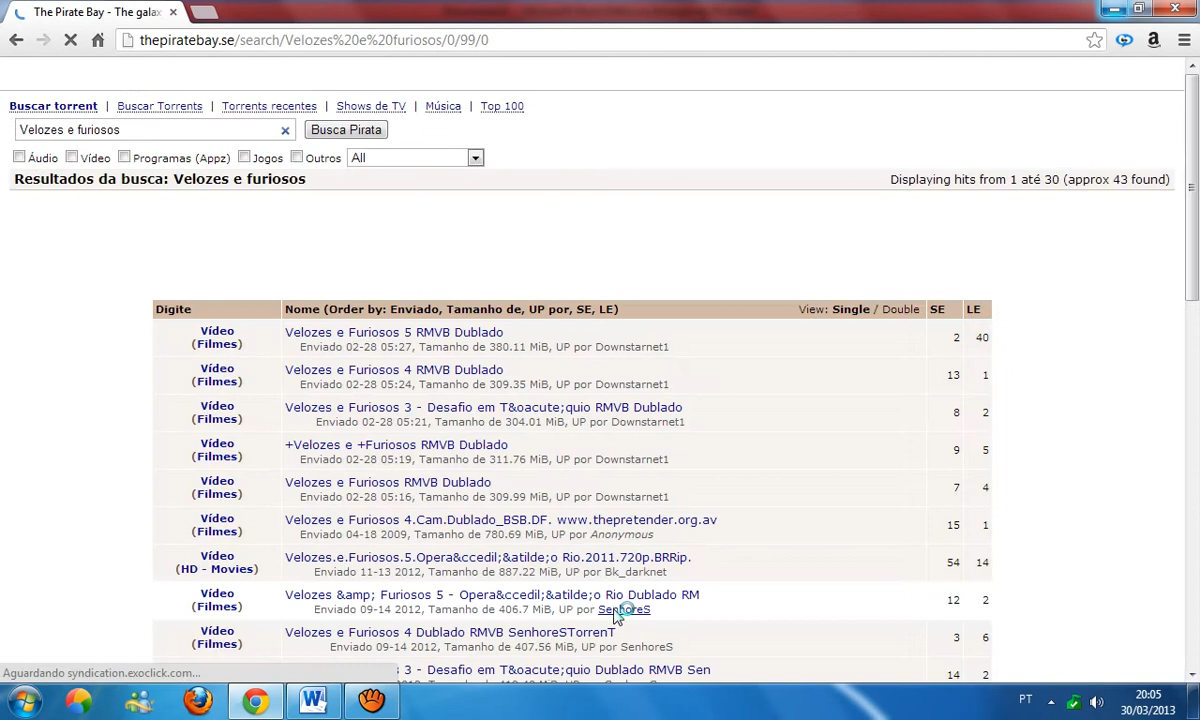 The Pirate Bay - The galax
thepiratebay.se/search/Velozes%20e%20furiosos/0/99/0
Buscar torrent | Buscar Torrents | Torrents recentes | Shows de TV | Música | Top 100
Velozes e furiosos
Busca Pirata
Áudio Vídeo Programas (Appz) Jogos Outros All
Resultados da busca: Velozes e furiosos Displaying hits from 1 até 30 (approx 43 found)
Digite Nome (Order by: Enviado, Tamanho de, UP por, SE, LE) View: Single / Double SE LE
Vídeo Velozes e Furiosos 5 RMVB Dublado 2 40
(Filmes) Enviado 02-28 05:27, Tamanho de 380.11 MiB, UP por Downstarnet1
Vídeo Velozes e Furiosos 4 RMVB Dublado 13 1
(Filmes) Enviado 02-28 05:24, Tamanho de 309.35 MiB, UP por Downstarnet1
Vídeo Velozes e Furiosos 3 - Desafio em T&oacute;quio RMVB Dublado 8 2
(Filmes) Enviado 02-28 05:21, Tamanho de 304.01 MiB, UP por Downstarnet1
Vídeo +Velozes e +Furiosos RMVB Dublado 9 5
(Filmes) Enviado 02-28 05:19, Tamanho de 311.76 MiB, UP por Downstarnet1
Vídeo Velozes e Furiosos RMVB Dublado 7 4
(Filmes) Enviado 02-28 05:16, Tamanho de 309.99 MiB, UP por Downstarnet1
Vídeo Velozes e Furiosos 4.Cam.Dublado_BSB.DF. www.thepretender.org.av 15 1
(Filmes) Enviado 04-18 2009, Tamanho de 780.69 MiB, UP por Anonymous
Vídeo Velozes.e.Furiosos.5.Opera&ccedil;&atilde;o Rio.2011.720p.BRRip. 54 14
(HD - Movies) Enviado 11-13 2012, Tamanho de 887.22 MiB, UP por Bk_darknet
Vídeo Velozes &amp; Furiosos 5 - Opera&ccedil;&atilde;o Rio Dublado RM 12 2
(Filmes) Enviado 09-14 2012, Tamanho de 406.7 MiB, UP por SenhoreS
Vídeo Velozes e Furiosos 4 Dublado RMVB SenhoreSTorrenT 3 6
(Filmes) Enviado 09-14 2012, Tamanho de 407.56 MiB, UP por SenhoreS
Vídeo s 3 - Desafio em T&oacute;quio Dublado RMVB Sen 14 2
Aguardando syndication.exoclick.com...
PT 20:05
30/03/2013